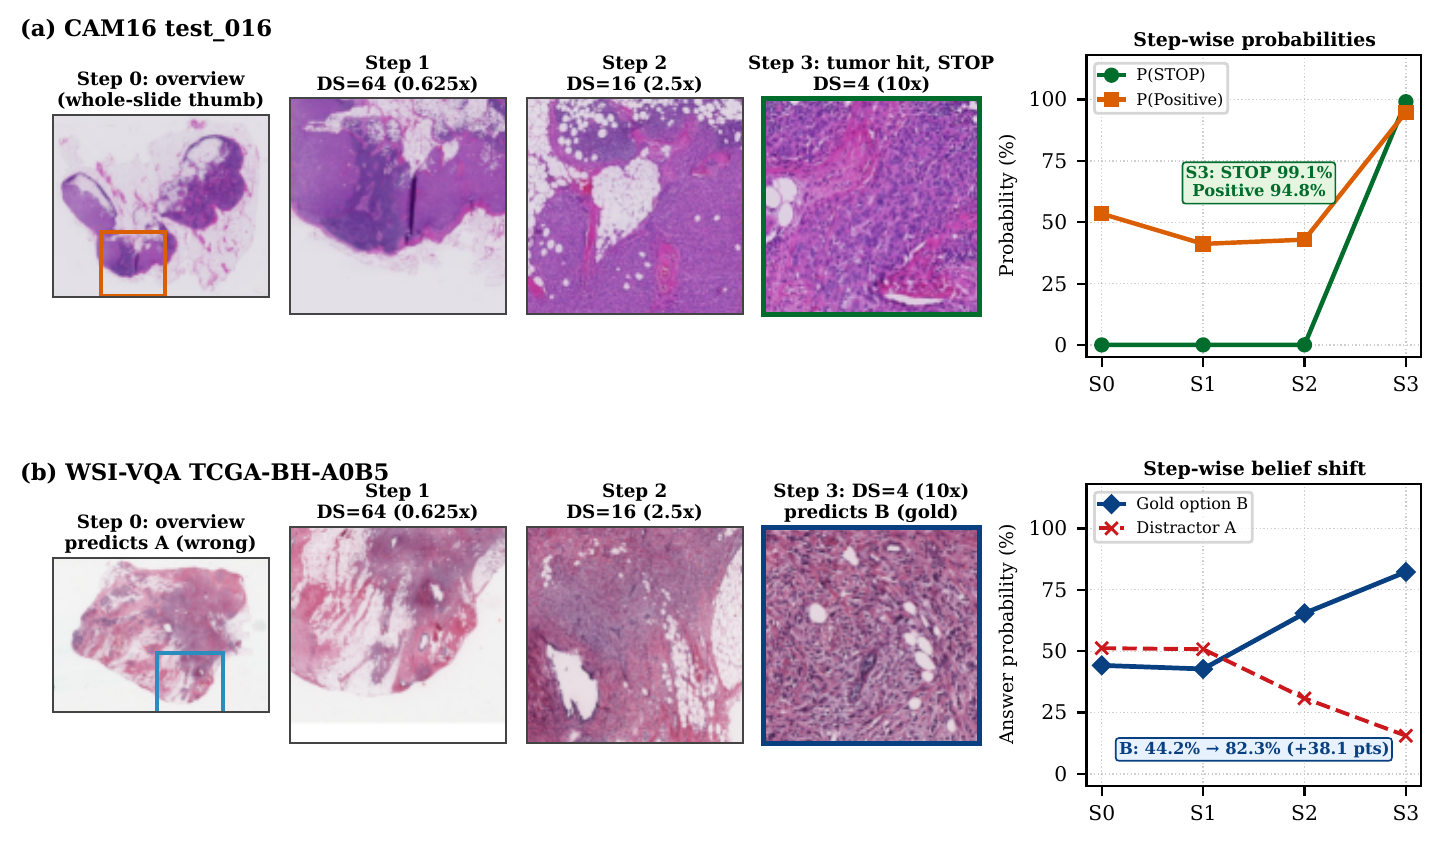 (a) CAM16 test_016
Step 0: overview
(whole-slide thumb)
Step 1
DS=64 (0.625x)
Step 2
DS=16 (2.5x)
Step 3: tumor hit, STOP
DS=4 (10x)
Step-wise probabilities
P(STOP)
P(Positive)
S3: STOP 99.1%
Positive 94.8%
Probability (%)
100
75
50
25
0
S0
S1
S2
S3
(b) WSI-VQA TCGA-BH-A0B5
Step 0: overview
predicts A (wrong)
Step 1
DS=64 (0.625x)
Step 2
DS=16 (2.5x)
Step 3: DS=4 (10x)
predicts B (gold)
Step-wise belief shift
Gold option B
Distractor A
B: 44.2% → 82.3% (+38.1 pts)
Answer probability (%)
100
75
50
25
0
S0
S1
S2
S3